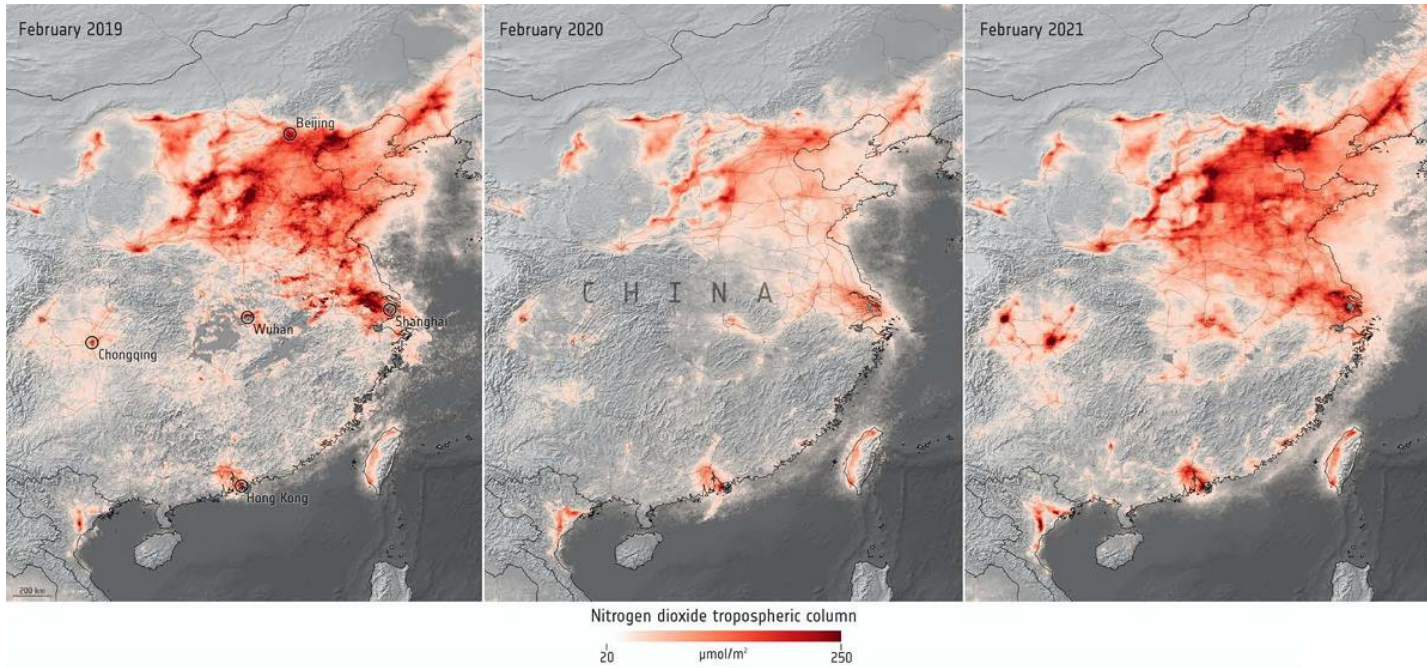 February 2019
February 2020
February 2021
Beijing
CHINA
Wuhan
Shanghai
Chongqing
Hong Kong
200 km
Nitrogen dioxide tropospheric column
20 µmol/m² 250